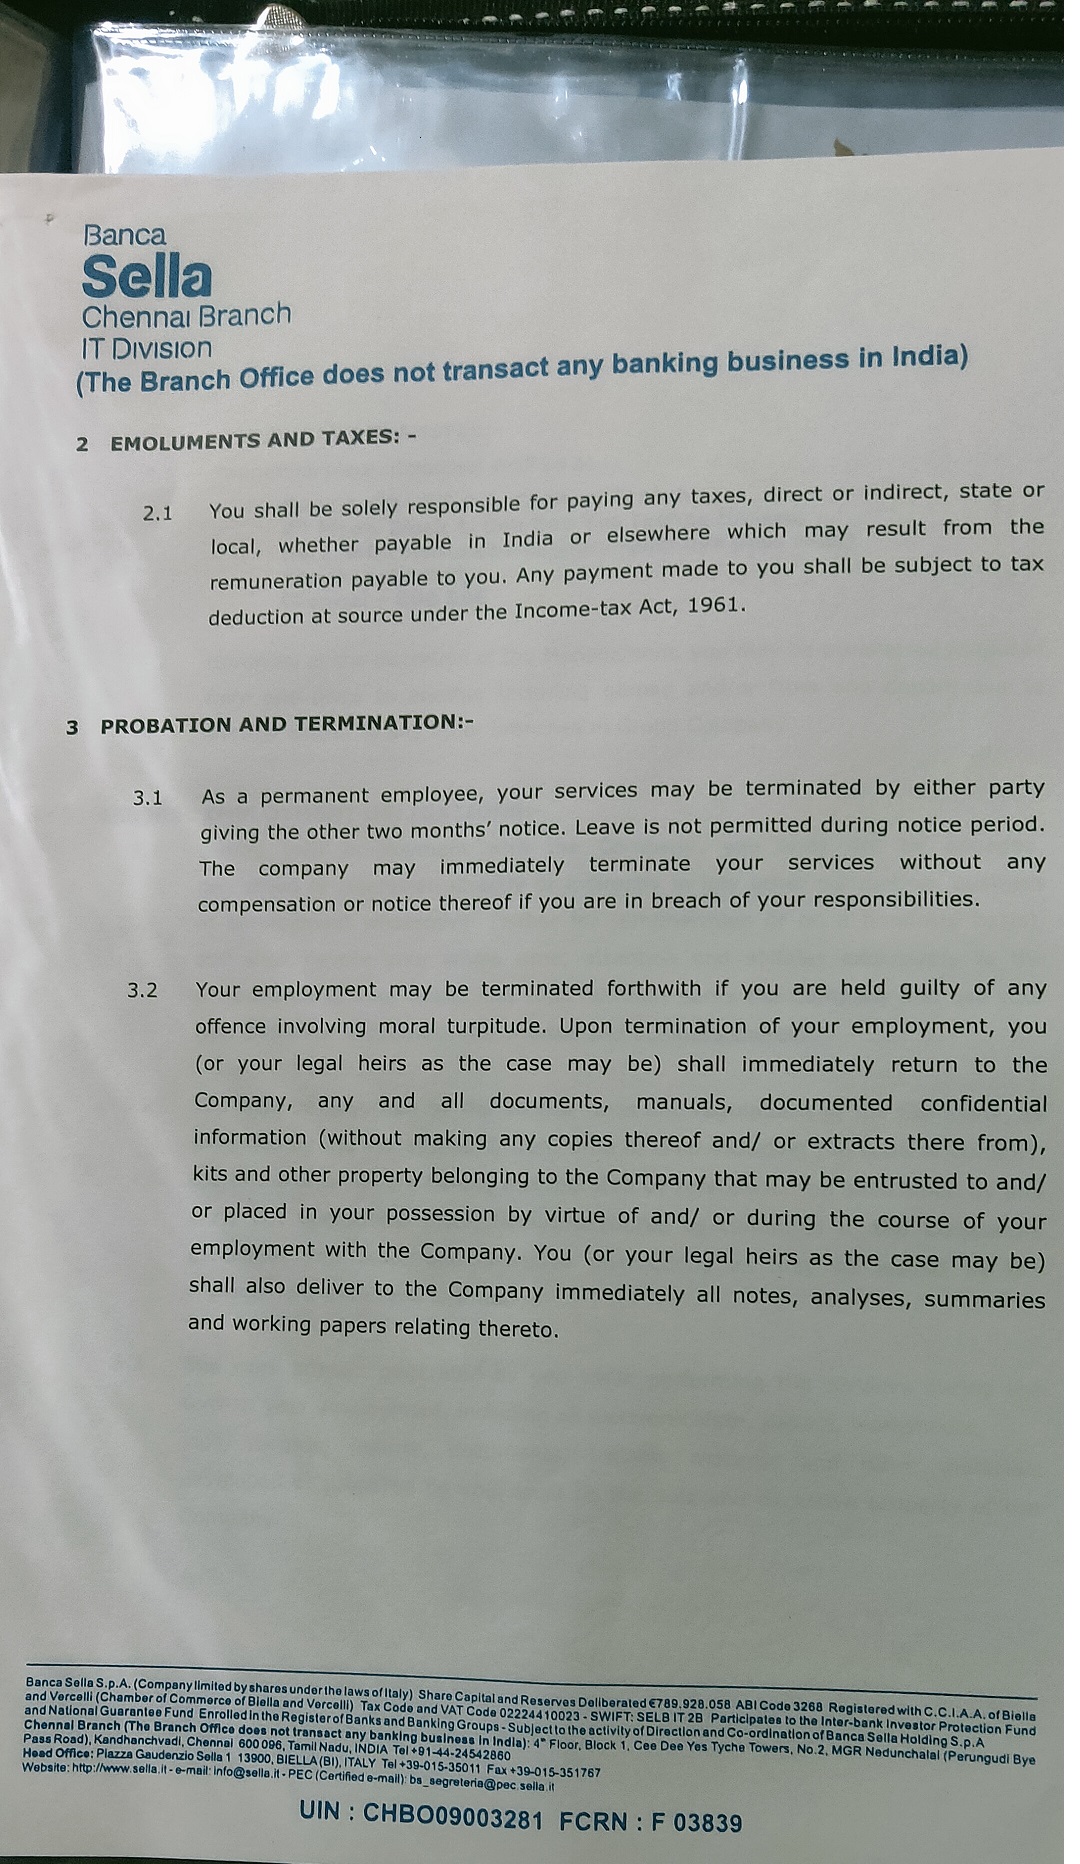 Banca
Sella
Chennai Branch
IT Division
(The Branch Office does not transact any banking business in India)
2 EMOLUMENTS AND TAXES: -
2.1 You shall be solely responsible for paying any taxes, direct or indirect, state or
local, whether payable in India or elsewhere which may result from the
remuneration payable to you. Any payment made to you shall be subject to tax
deduction at source under the Income-tax Act, 1961.
3 PROBATION AND TERMINATION:-
3.1 As a permanent employee, your services may be terminated by either party
giving the other two months' notice. Leave is not permitted during notice period.
The company may immediately terminate your services without any
compensation or notice thereof if you are in breach of your responsibilities.
3.2 Your employment may be terminated forthwith if you are held guilty of any
offence involving moral turpitude. Upon termination of your employment, you
(or your legal heirs as the case may be) shall immediately return to the
Company, any and all documents, manuals, documented confidential
information (without making any copies thereof and/ or extracts there from),
kits and other property belonging to the Company that may be entrusted to and/
or placed in your possession by virtue of and/ or during the course of your
employment with the Company. You (or your legal heirs as the case may be)
shall also deliver to the Company immediately all notes, analyses, summaries
and working papers relating thereto.
Banca Sella S.p.A. (Company limited by shares under the laws of Italy) Share Capital and Reserves Deliberated €789.928.058 ABI Code 3268 Registered with C.C.I.A.A. of Biella
and Vercelli (Chamber of Commerce of Biella and Vercelli) Tax Code and VAT Code 02224410023 - SWIFT: SELB IT 2B Participates to the Inter-bank Investor Protection Fund
and National Guarantee Fund Enrolled in the Register of Banks and Banking Groups - Subject to the activity of Direction and Co-ordination of Banca Sella Holding S.p.A
Chennai Branch (The Branch Office does not transact any banking business in India): 4th Floor, Block 1, Cee Dee Yes Tyche Towers, No.2, MGR Nedunchalai (Perungudi Bye
Pass Road), Kandhanchvadi, Chennai 600 096, Tamil Nadu, INDIA Tel +91-44-24542860
Head Office: Piazza Gaudenzio Sella 1 13900, BIELLA (BI), ITALY Tel +39-015-35011 Fax +39-015-351767
Website: http://www.sella.it - e-mail: info@sella.it - PEC (Certified e-mail): bs_segreteria@pec.sella.it
UIN : CHBO09003281 FCRN : F 03839